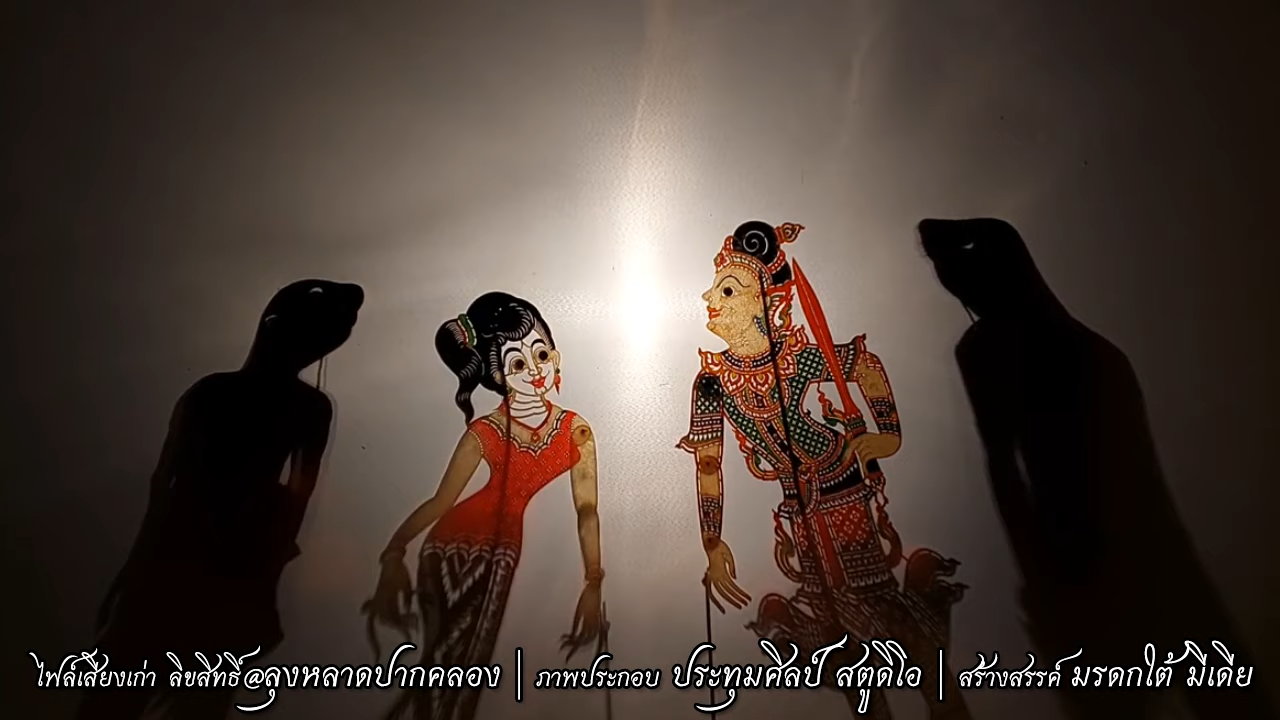 ไฟล์เสียงเก่า ลิขสิทธิ์@ลุงหลาดปากคลอง | ภาพประกอบ ประทุมศิลป์ สตูดิโอ | สร้างสรรค์ มรดกใต้ มีเดีย